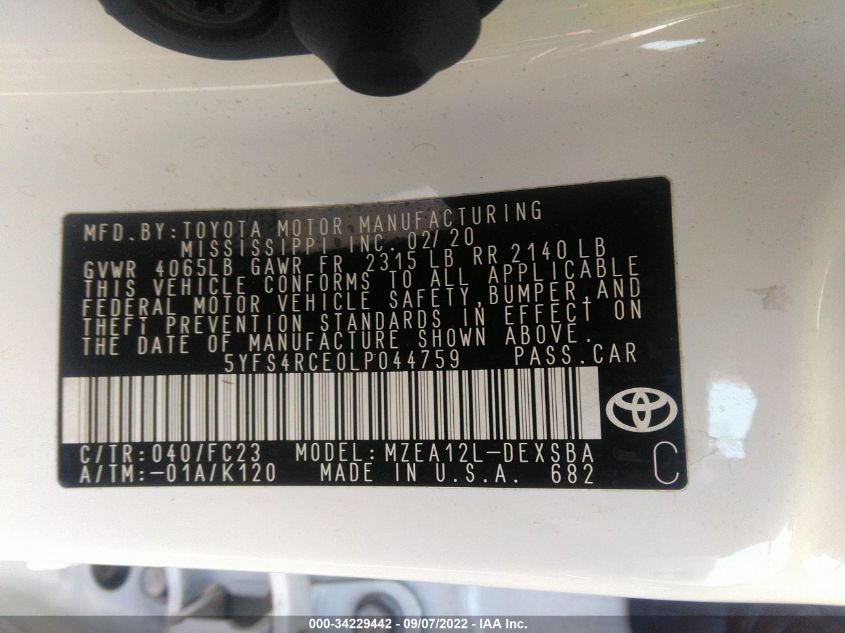 MFD. BY: TOYOTA MOTOR MANUFACTURING
MISSISSIPPI INC. 02/20
GVWR 4065LB GAWR FR 2315 LB RR 2140 LB
THIS VEHICLE CONFORMS TO ALL APPLICABLE
FEDERAL MOTOR VEHICLE SAFETY, BUMPER, AND
THEFT PREVENTION STANDARDS IN EFFECT ON
THE DATE OF MANUFACTURE SHOWN ABOVE.
5YFS4RCE0LP044759 PASS. CAR
C/TR: 040/FC23 MODEL: MZEA12L-DEXSBA
A/TM: -01A/K120 MADE IN U.S.A. 682
C
000-34229442 - 09/07/2022 - IAA Inc.